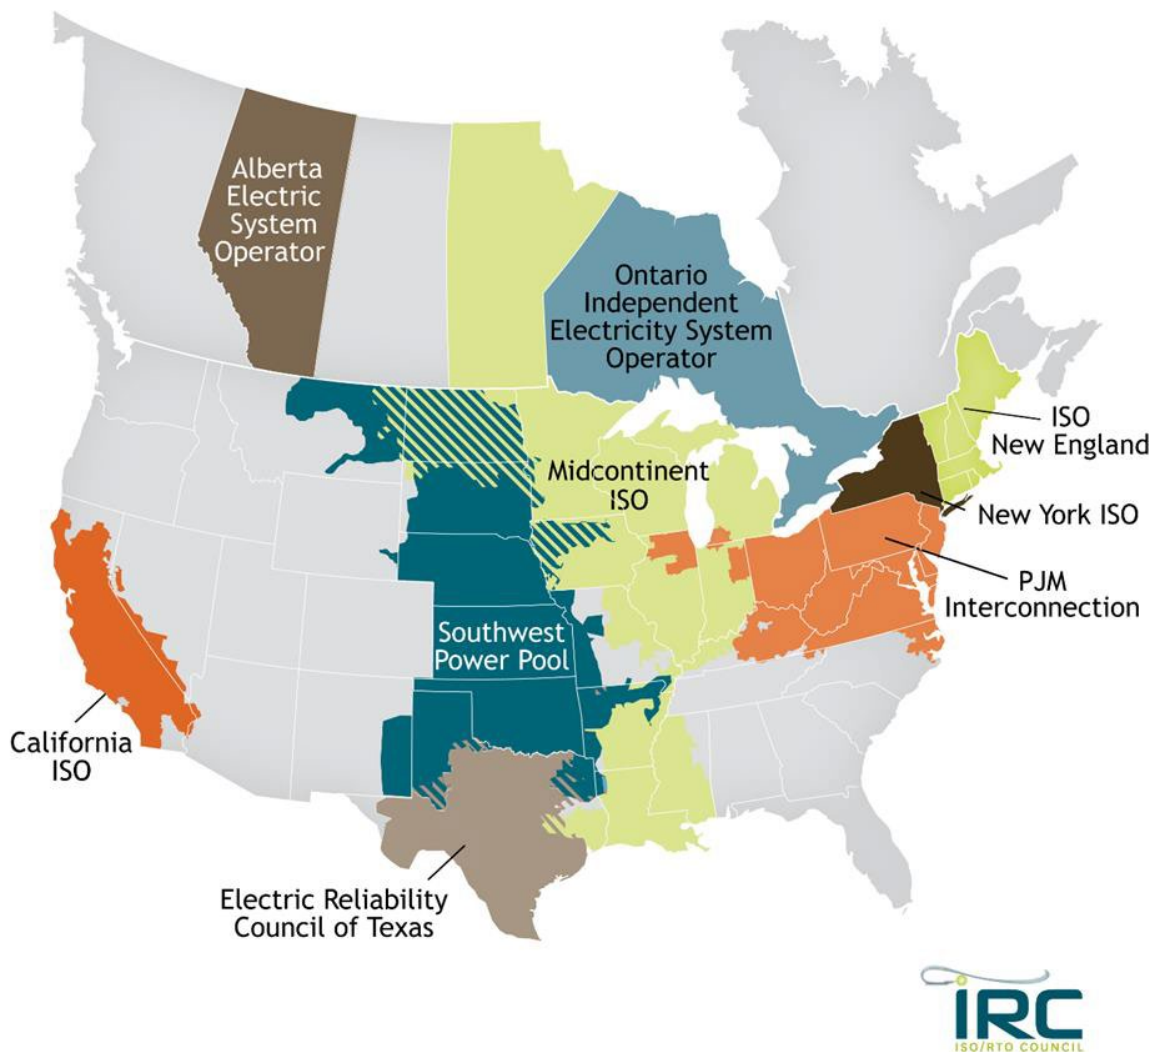 Alberta
Electric
System
Operator
Ontario
Independent
Electricity System
Operator
ISO
New England
Midcontinent
ISO
New York ISO
PJM
Interconnection
Southwest
Power Pool
California
ISO
Electric Reliability
Council of Texas
iRC
ISO/RTO COUNCIL